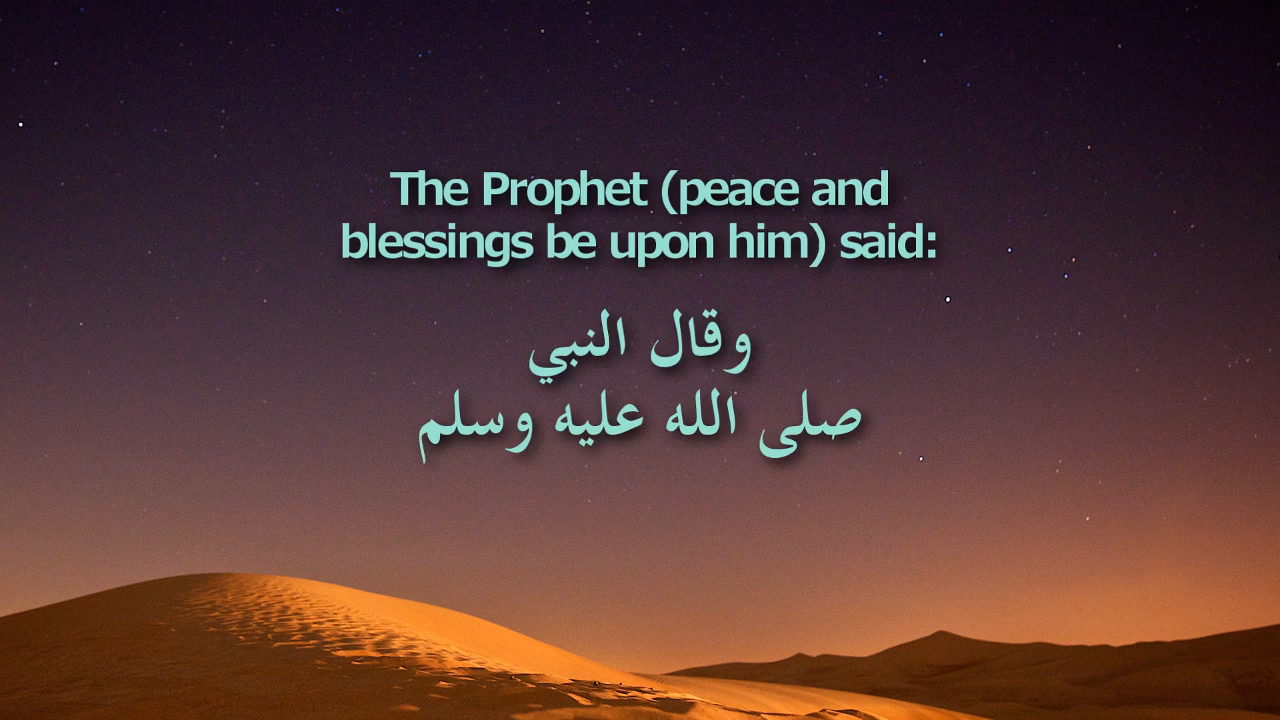 The Prophet (peace and
blessings be upon him) said:
وقال النبي
صلى الله عليه وسلم